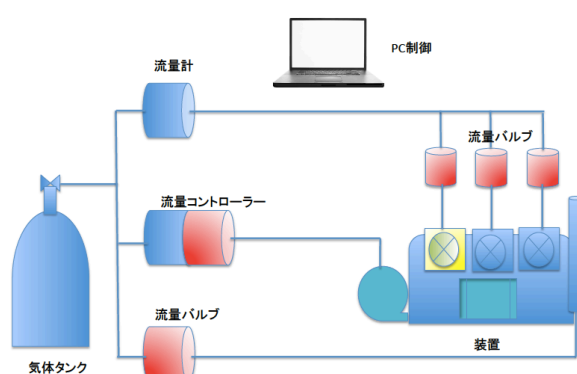 PC制御
流量計
流量バルブ
流量コントローラー
流量バルブ
装置
気体タンク